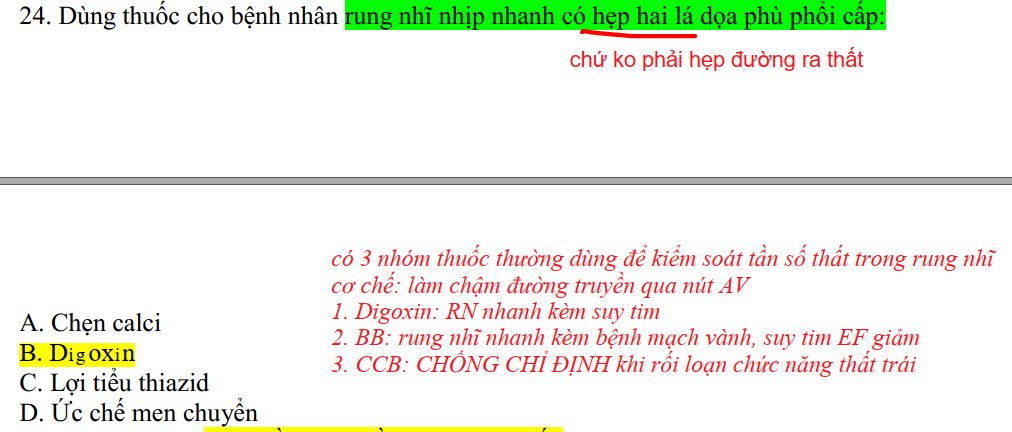 24. Dùng thuốc cho bệnh nhân rung nhĩ nhịp nhanh có hẹp hai lá dọa phù phổi cấp:
chứ ko phải hẹp đường ra thất
có 3 nhóm thuốc thường dùng để kiểm soát tần số thất trong rung nhĩ
cơ chế: làm chậm đường truyền qua nút AV
1. Digoxin: RN nhanh kèm suy tim
2. BB: rung nhĩ nhanh kèm bệnh mạch vành, suy tim EF giảm
3. CCB: CHỐNG CHỈ ĐỊNH khi rối loạn chức năng thất trái
A. Chẹn calci
B. Digoxin
C. Lợi tiểu thiazid
D. Ức chế men chuyển